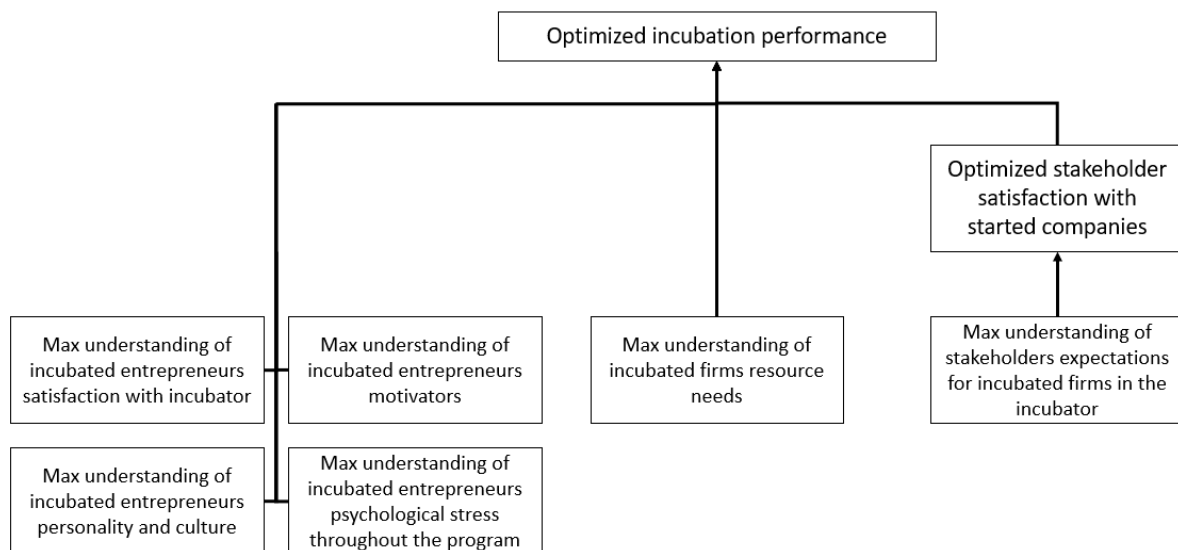 Optimized incubation performance
Optimized stakeholder
satisfaction with
started companies
Max understanding of
incubated entrepreneurs
satisfaction with incubator
Max understanding of
incubated entrepreneurs
motivators
Max understanding of
incubated firms resource
needs
Max understanding of
stakeholders expectations
for incubated firms in the
incubator
Max understanding of
incubated entrepreneurs
personality and culture
Max understanding of
incubated entrepreneurs
psychological stress
throughout the program